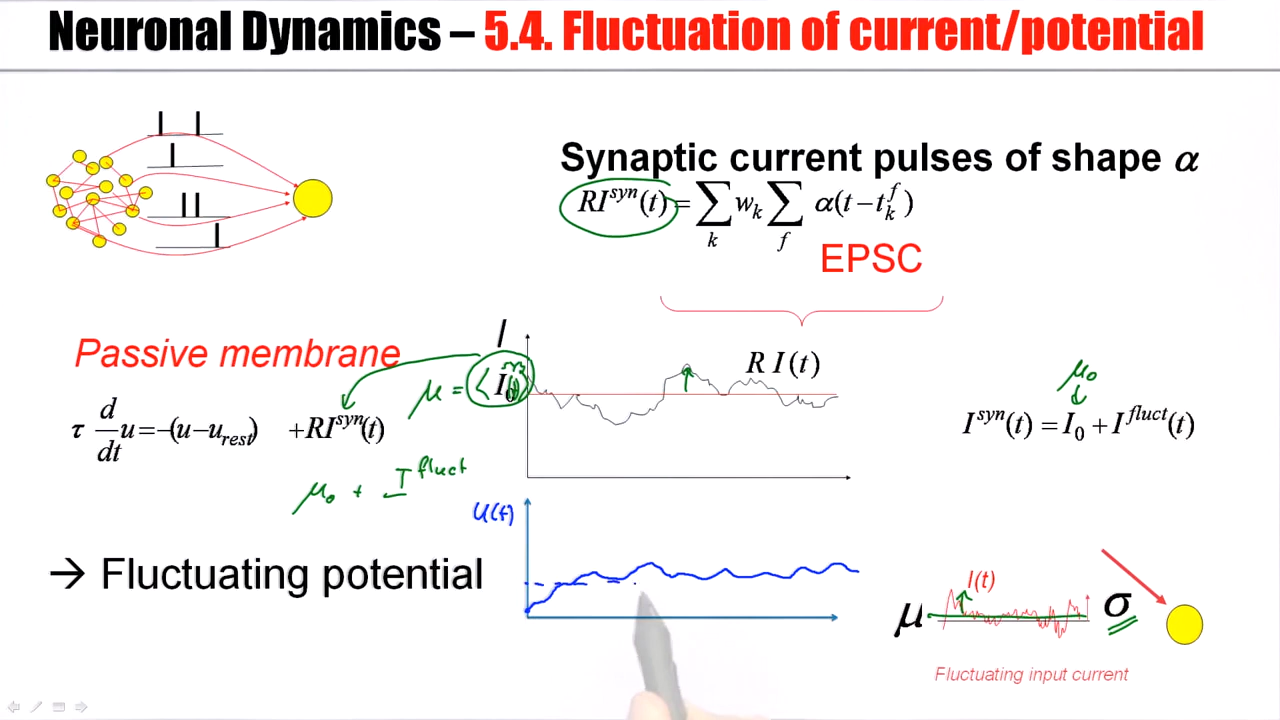 Neuronal Dynamics – 5.4. Fluctuation of current/potential
Synaptic current pulses of shape α
RI^syn(t) = ∑_k w_k ∑_f α(t − t_k^f)
EPSC
Passive membrane
I
R I(t)
μ = ⟨I(t)⟩
I_0
μ_0
τ d/dt u = −(u − u_rest) + RI^syn(t)
I^syn(t) = I_0 + I^fluct(t)
μ_0 + I^fluct
u(t)
→ Fluctuating potential
I(t)
μ
σ
Fluctuating input current